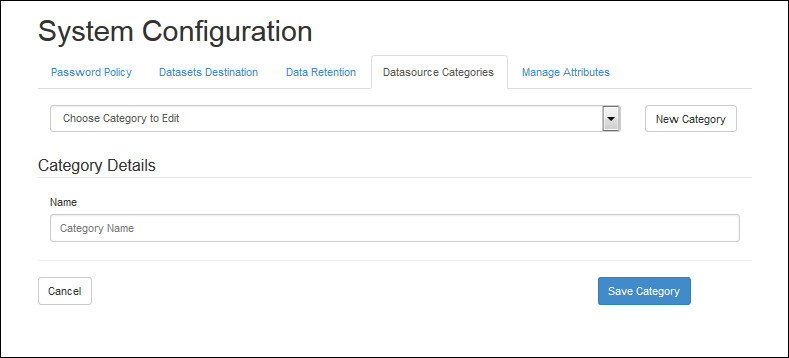 System Configuration
Password Policy Datasets Destination Data Retention Datasource Categories Manage Attributes
Choose Category to Edit New Category
Category Details
Name
Category Name
Cancel Save Category